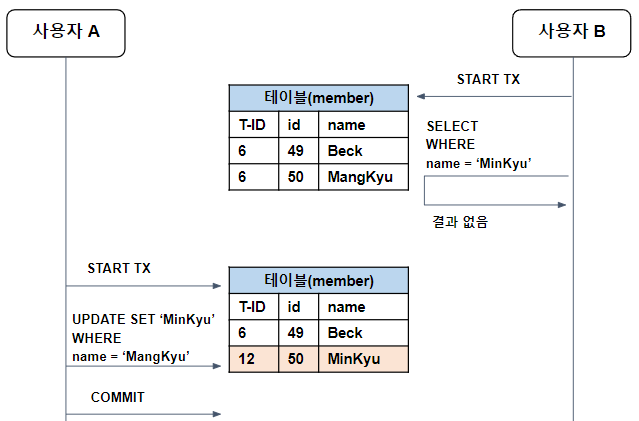 사용자 A
사용자 B
START TX
테이블(member)
T-ID id name
6 49 Beck
6 50 MangKyu
SELECT
WHERE
name = ‘MinKyu’
결과 없음
START TX
UPDATE SET ‘MinKyu’
WHERE
name = ‘MangKyu’
테이블(member)
T-ID id name
6 49 Beck
12 50 MinKyu
COMMIT